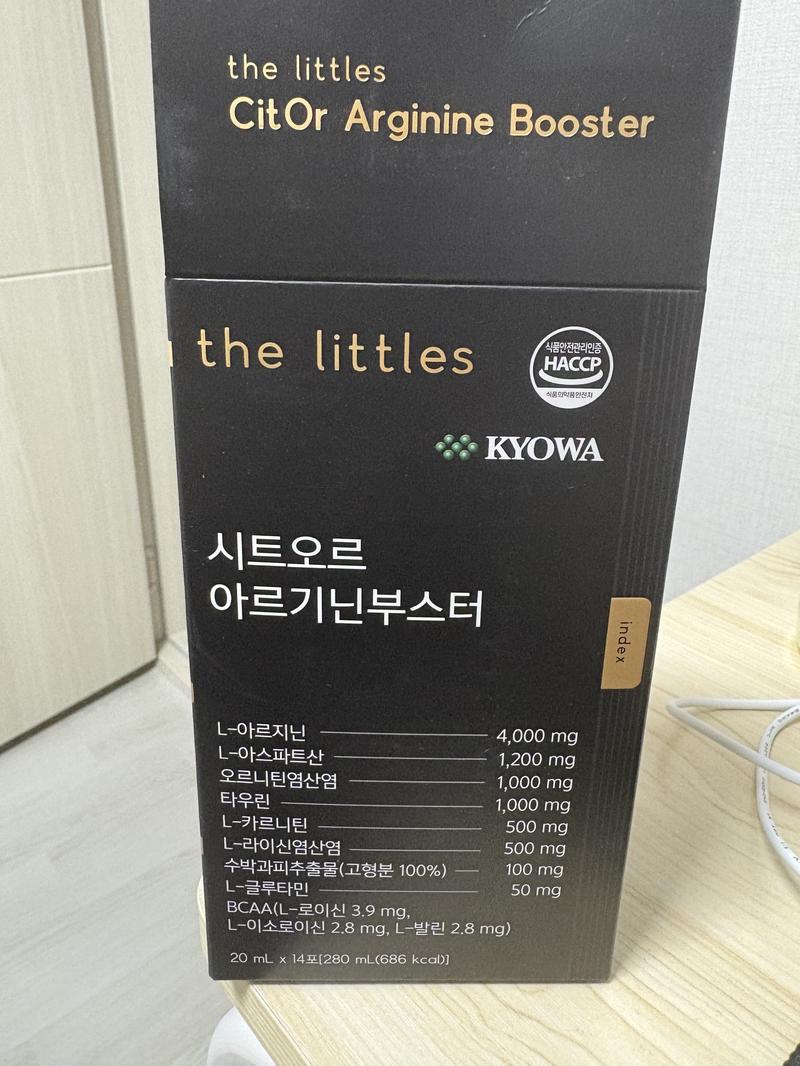 the littles
CitOr Arginine Booster
the littles
식품안전관리인증
HACCP
식품의약품안전처
KYOWA
시트오르
아르기닌부스터
index
L-아르지닌 4,000 mg
L-아스파트산 1,200 mg
오르니틴염산염 1,000 mg
타우린 1,000 mg
L-카르니틴 500 mg
L-라이신염산염 500 mg
수박과피추출물(고형분 100%) 100 mg
L-글루타민 50 mg
BCAA(L-로이신 3.9 mg,
L-이소로이신 2.8 mg, L-발린 2.8 mg)
20 mL x 14포[280 mL(686 kcal)]